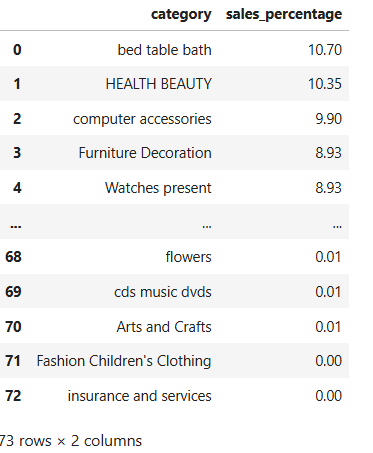 category sales_percentage
0 bed table bath 10.70
1 HEALTH BEAUTY 10.35
2 computer accessories 9.90
3 Furniture Decoration 8.93
4 Watches present 8.93
... ... ...
68 flowers 0.01
69 cds music dvds 0.01
70 Arts and Crafts 0.01
71 Fashion Children's Clothing 0.00
72 insurance and services 0.00
73 rows × 2 columns